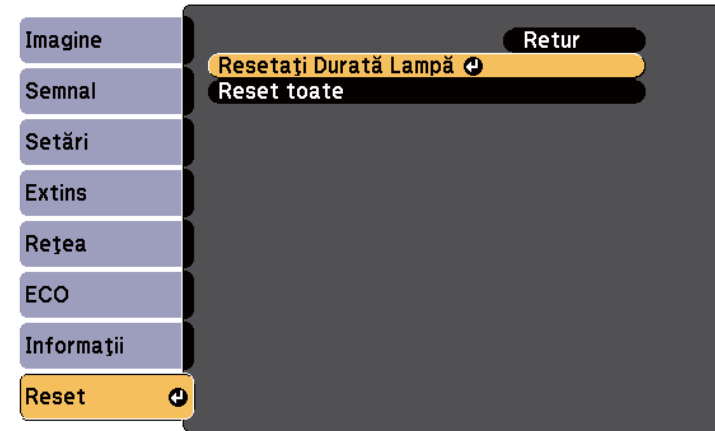 Imagine
Semnal
Setări
Extins
Reţea
ECO
Informaţii
Reset
Retur
Resetaţi Durată Lampă
Reset toate